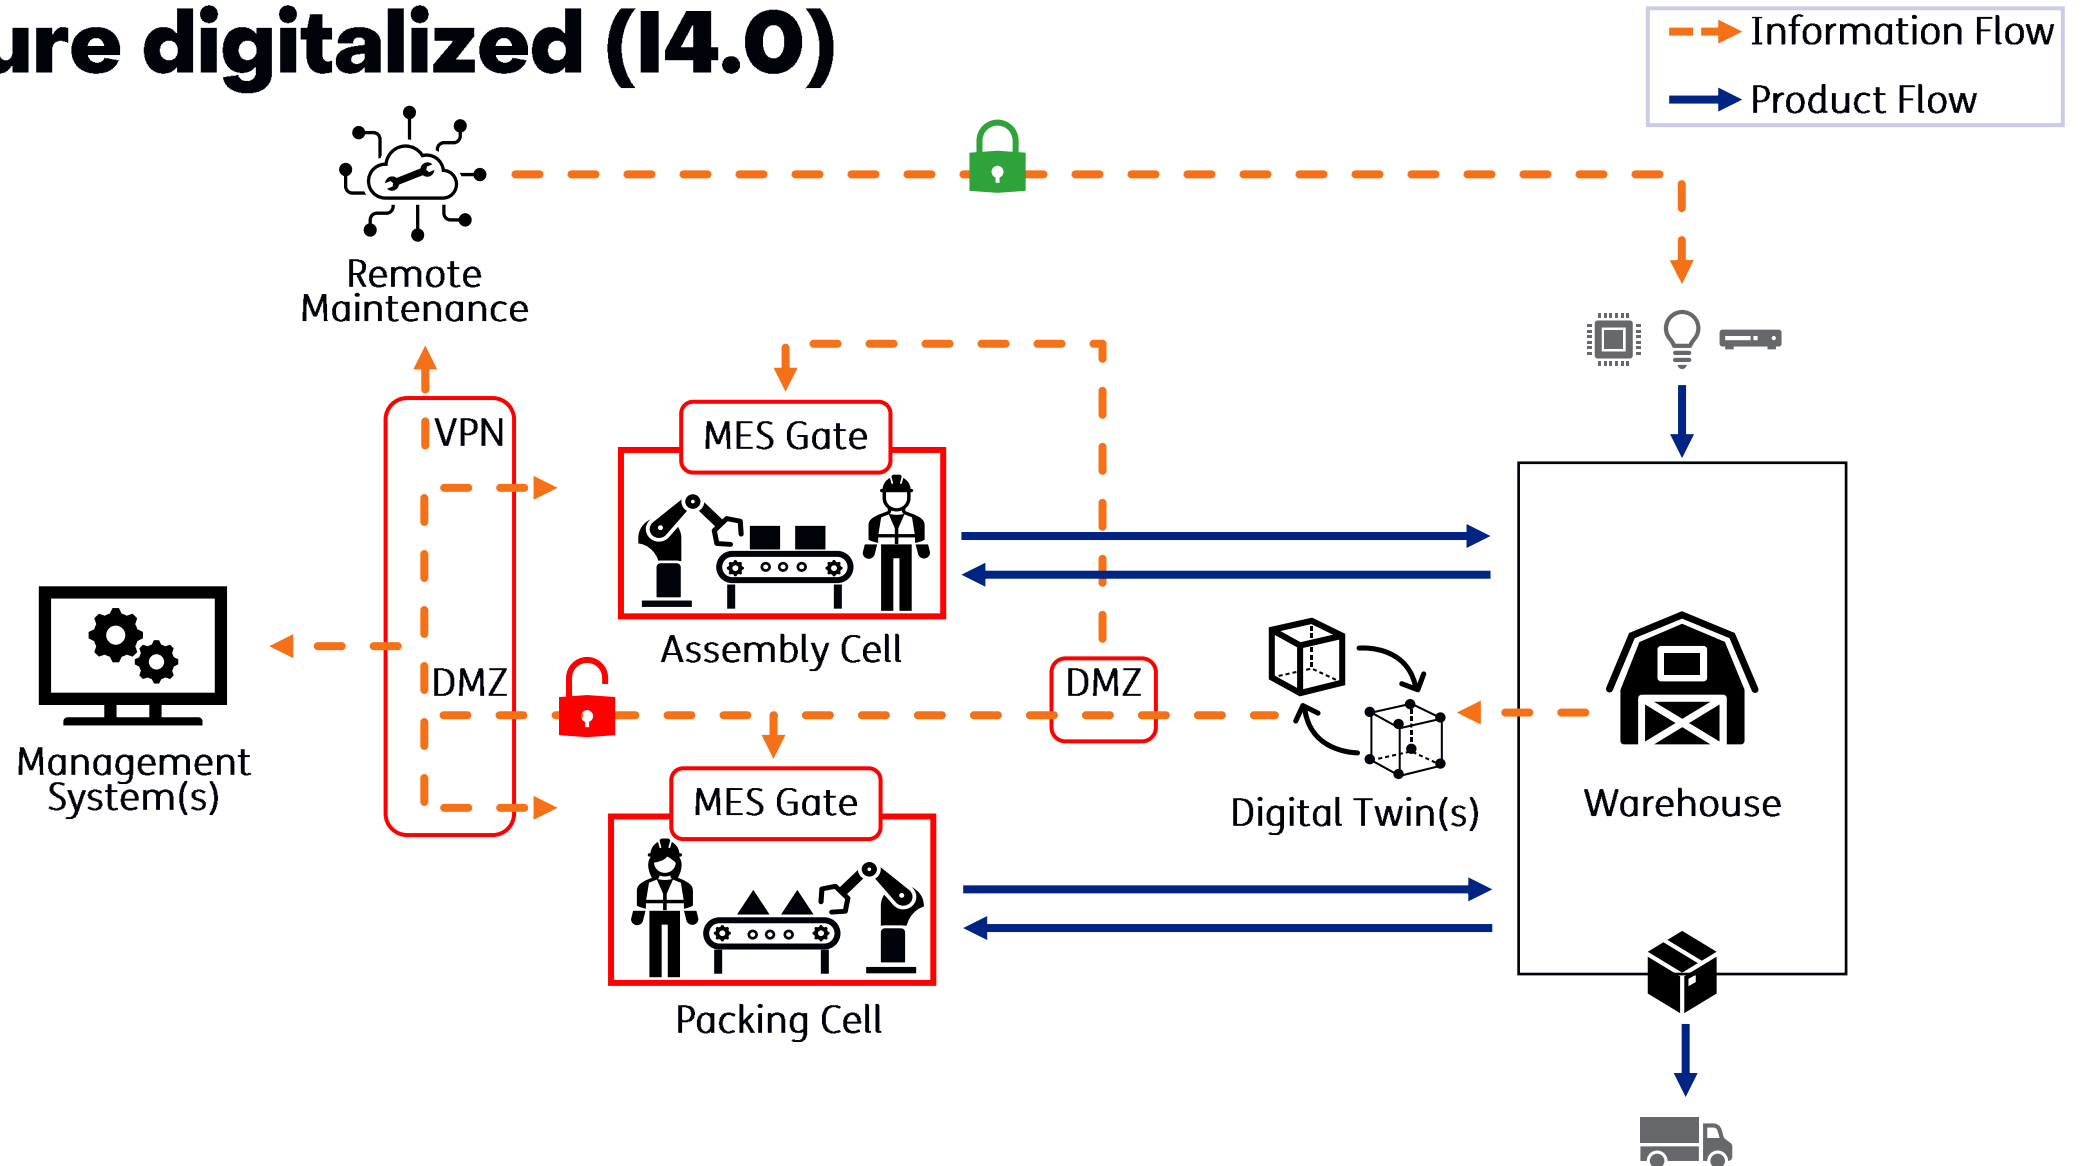 ure digitalized (I4.0)
Information Flow
Product Flow
Remote
Maintenance
VPN
MES Gate
Assembly Cell
DMZ
DMZ
Management
System(s)
MES Gate
Digital Twin(s)
Warehouse
Packing Cell